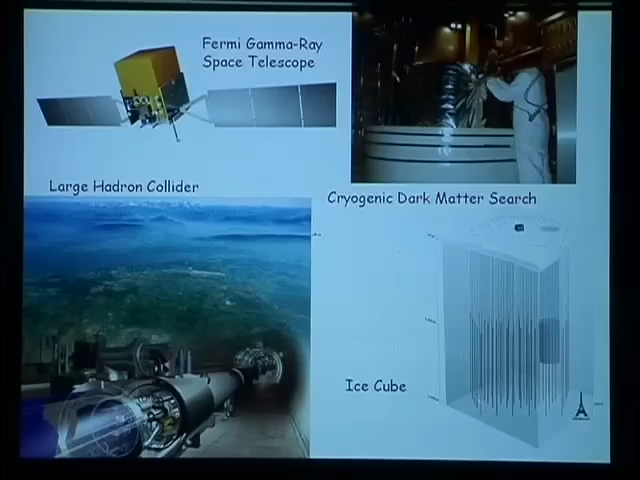 Fermi Gamma-Ray
Space Telescope
Large Hadron Collider
Cryogenic Dark Matter Search
Ice Cube